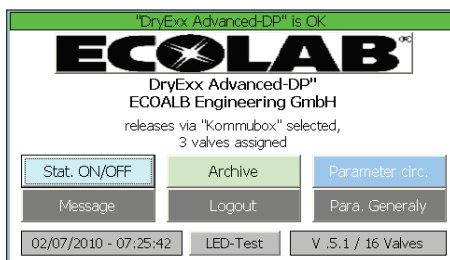 "DryExx Advanced-DP" is OK
ECOLAB®
DryExx Advanced-DP"
ECOALB Engineering GmbH
releases via "Kommubox" selected,
3 valves assigned
Stat. ON/OFF Archive Parameter circ.
Message Logout Para. Generaly
02/07/2010 - 07:25:42 LED-Test V .5.1 / 16 Valves